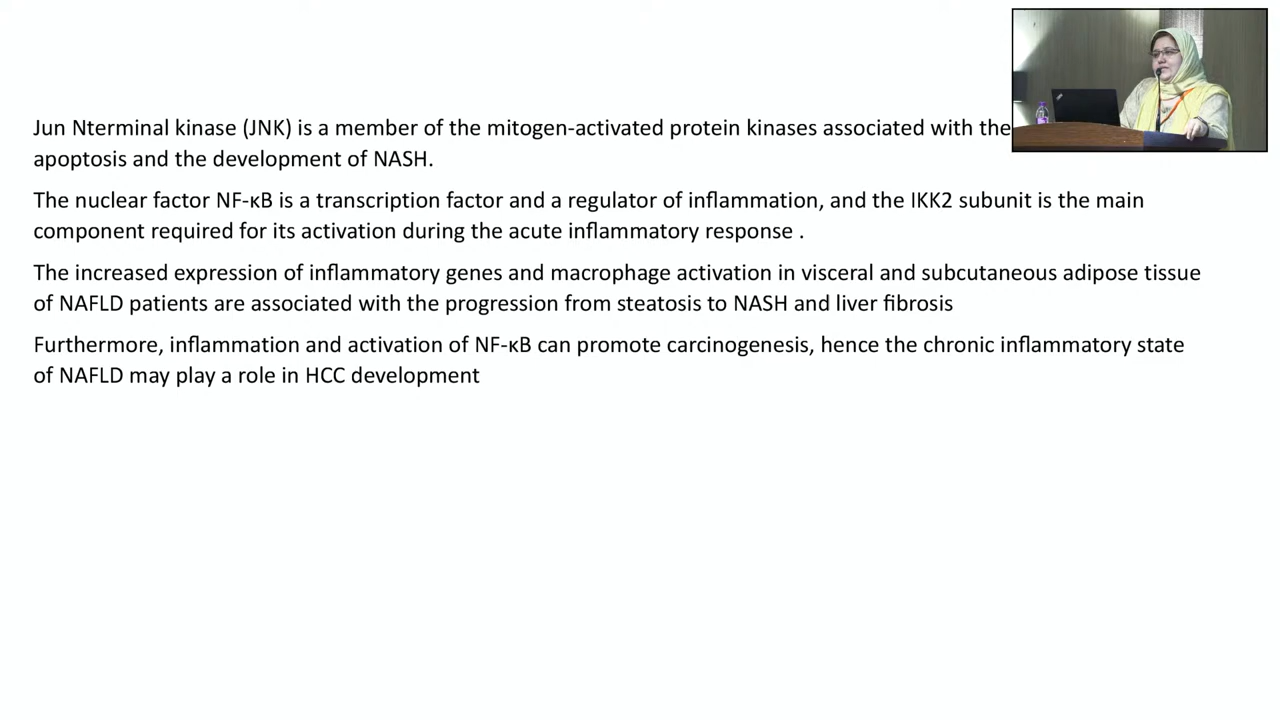 Jun Nterminal kinase (JNK) is a member of the mitogen-activated protein kinases associated with the
apoptosis and the development of NASH.
The nuclear factor NF-κB is a transcription factor and a regulator of inflammation, and the IKK2 subunit is the main
component required for its activation during the acute inflammatory response .
The increased expression of inflammatory genes and macrophage activation in visceral and subcutaneous adipose tissue
of NAFLD patients are associated with the progression from steatosis to NASH and liver fibrosis
Furthermore, inflammation and activation of NF-κB can promote carcinogenesis, hence the chronic inflammatory state
of NAFLD may play a role in HCC development